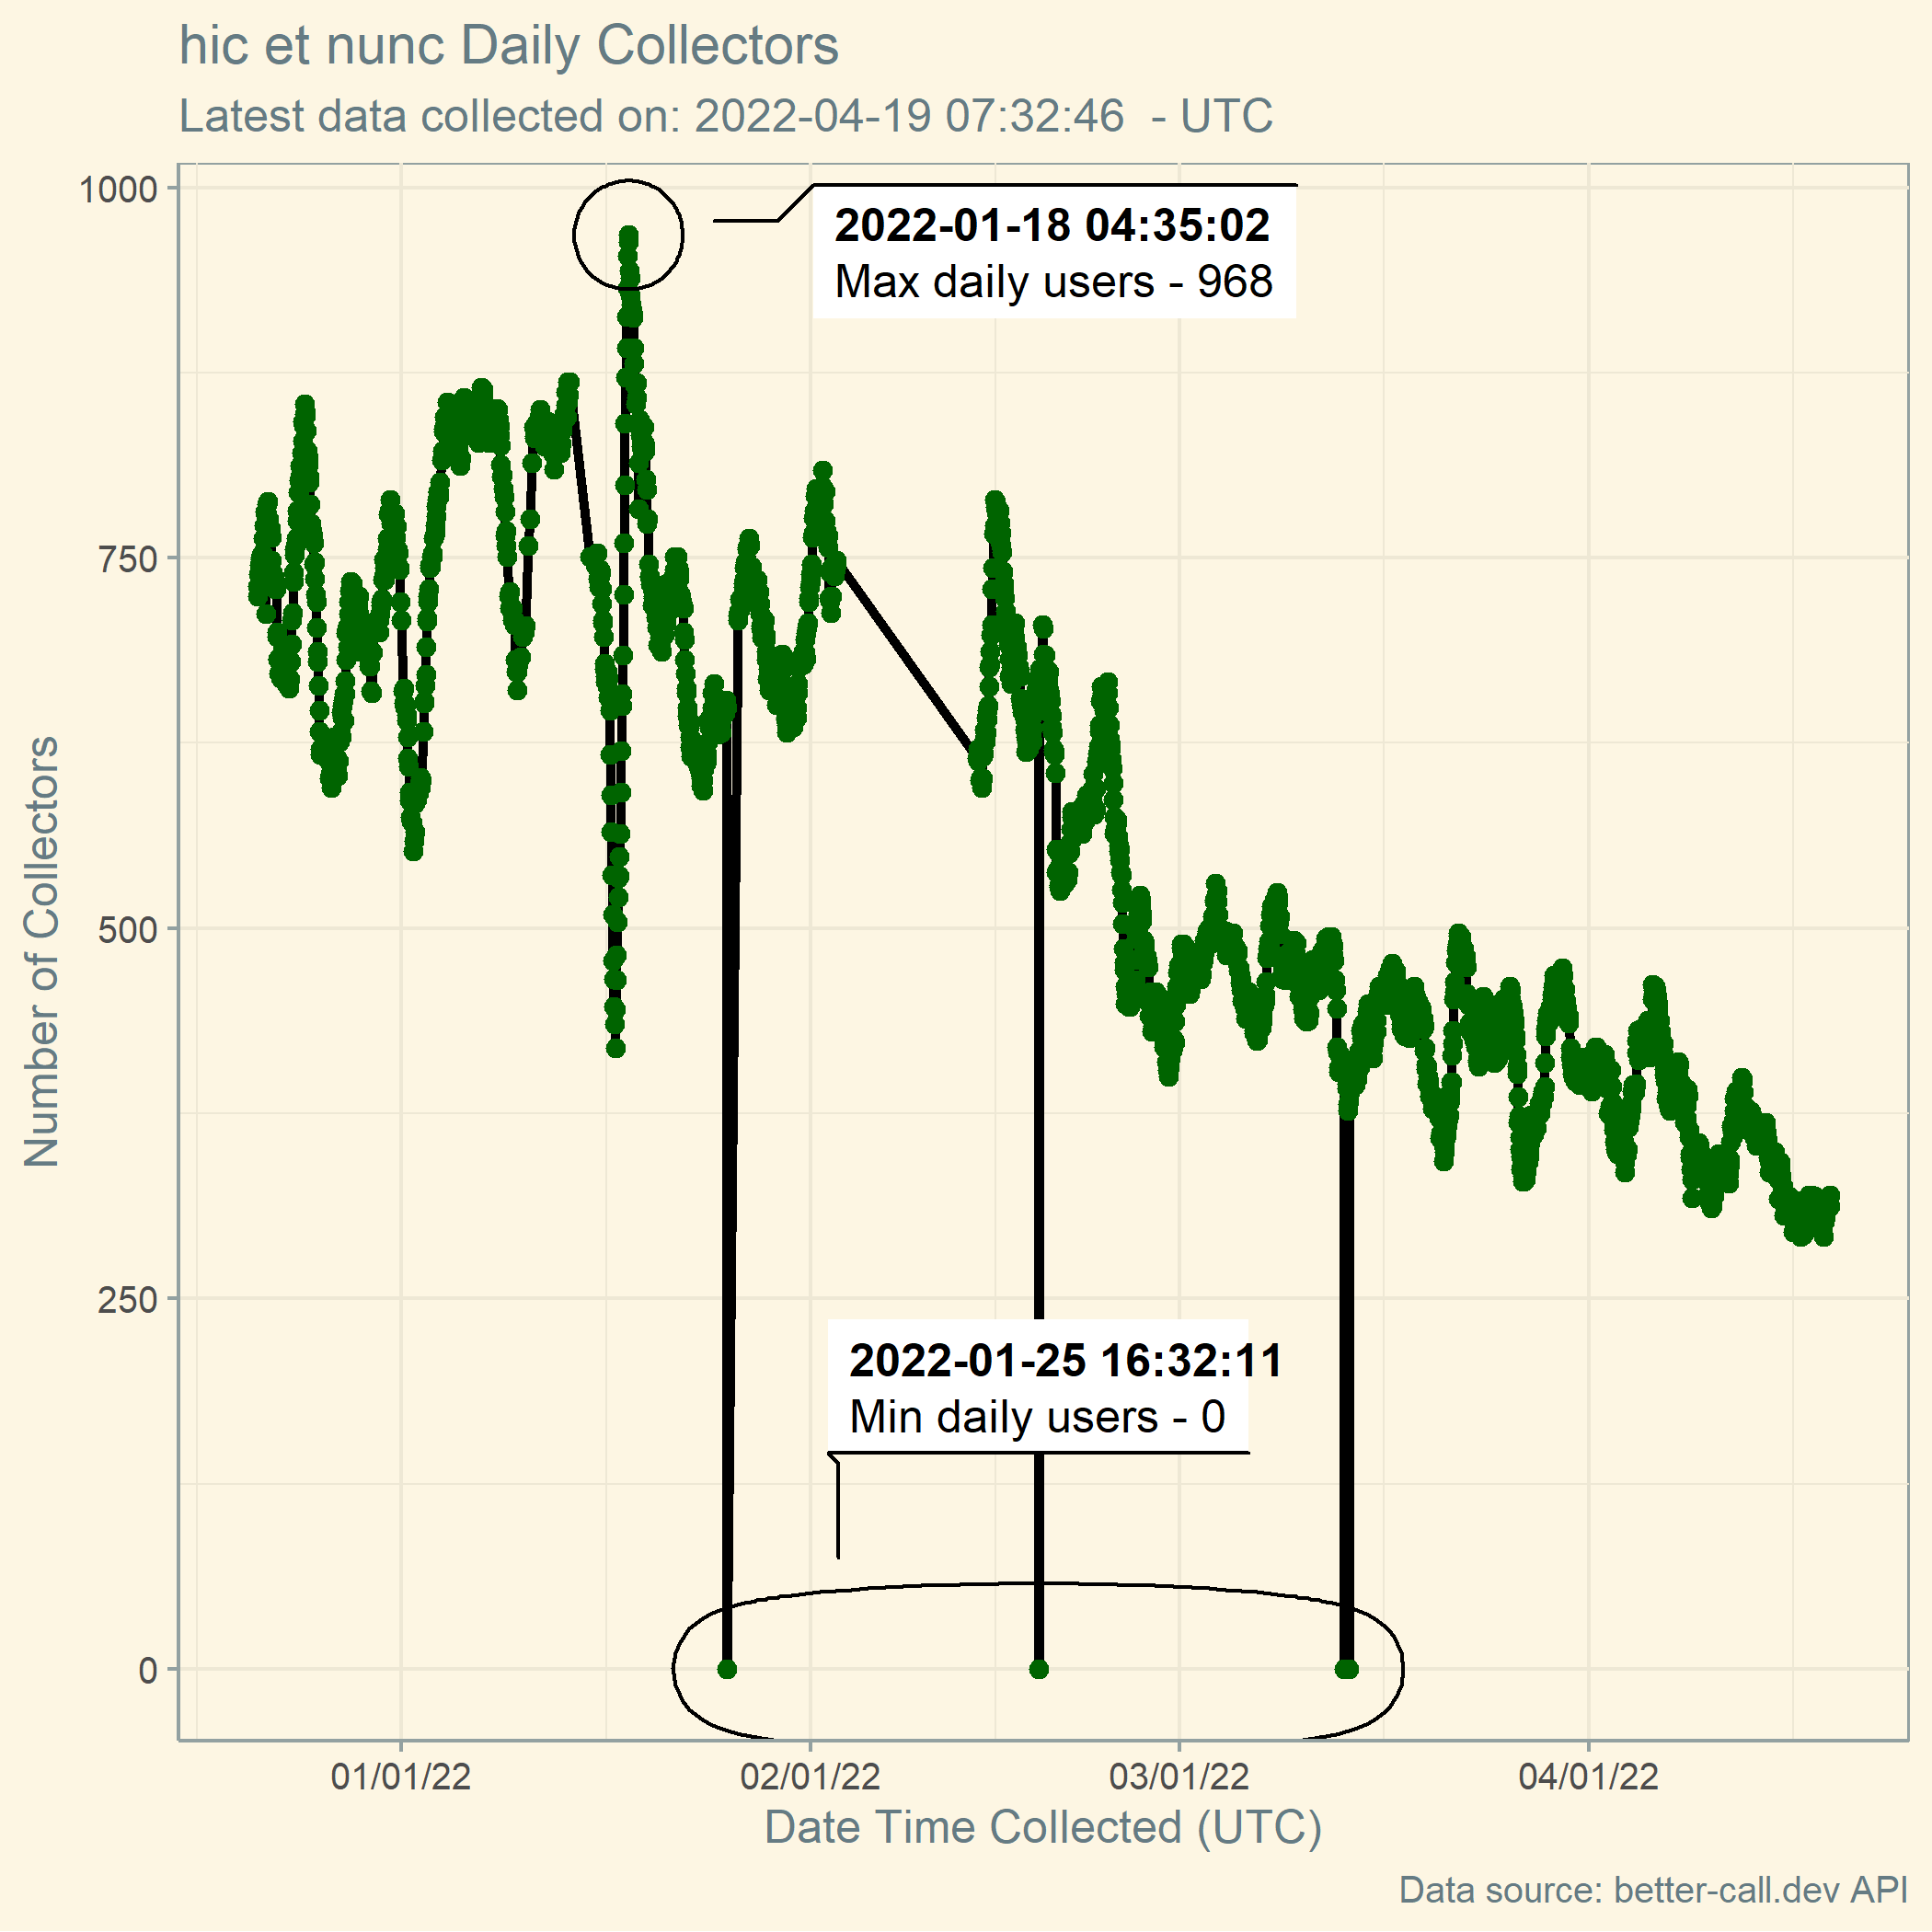 hic et nunc Daily Collectors
Latest data collected on: 2022-04-19 07:32:46  - UTC
Number of Collectors
1000
750
500
250
0
2022-01-18 04:35:02
Max daily users - 968
2022-01-25 16:32:11
Min daily users - 0
01/01/22
02/01/22
03/01/22
04/01/22
Date Time Collected (UTC)
Data source: better-call.dev API